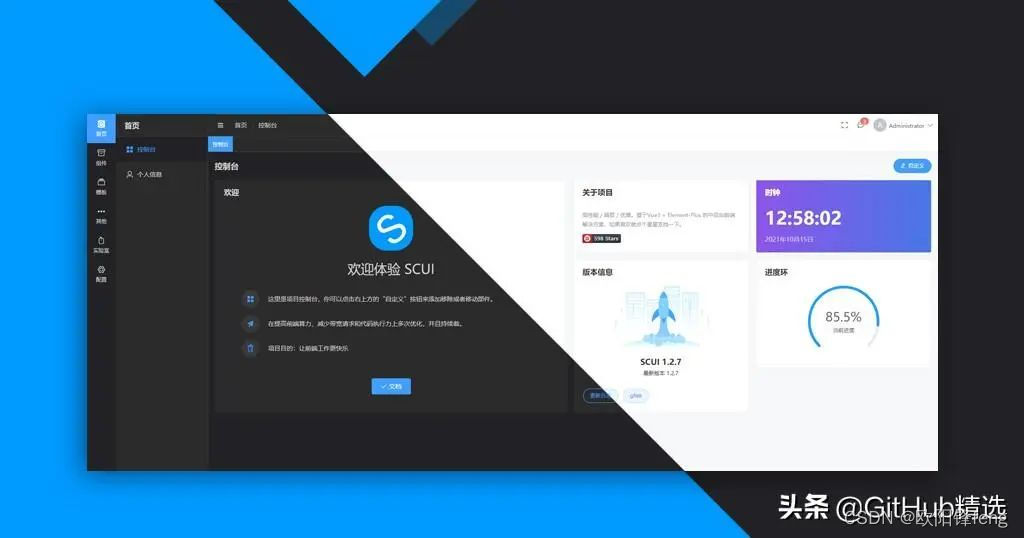 首页
首页
控制台
个人信息
组件
模板
其他
实验室
配置
首页 控制台
控制台
控制台
欢迎
欢迎体验 SCUI
这里是项目控制台，你可以点击右上方的“自定义”按钮来添加移除或者移动部件。
在提高前端算力、减少带宽请求和代码执行力上多次优化，并且持续着。
项目目的：让前端工作更快乐
文档
A Administrator
自定义
关于项目
高性能 / 精致 / 优雅。基于Vue3 + Element-Plus 的中后台前端
解决方案，如果喜欢就点个星星支持一下。
598 Stars
时钟
12:58:02
2021年10月15日
版本信息
SCUI 1.2.7
最新版本 1.2.7
更新日志
gitee
进度环
85.5%
当前进度
头条 @GitHub精选
CSDN @欧阳锋feng